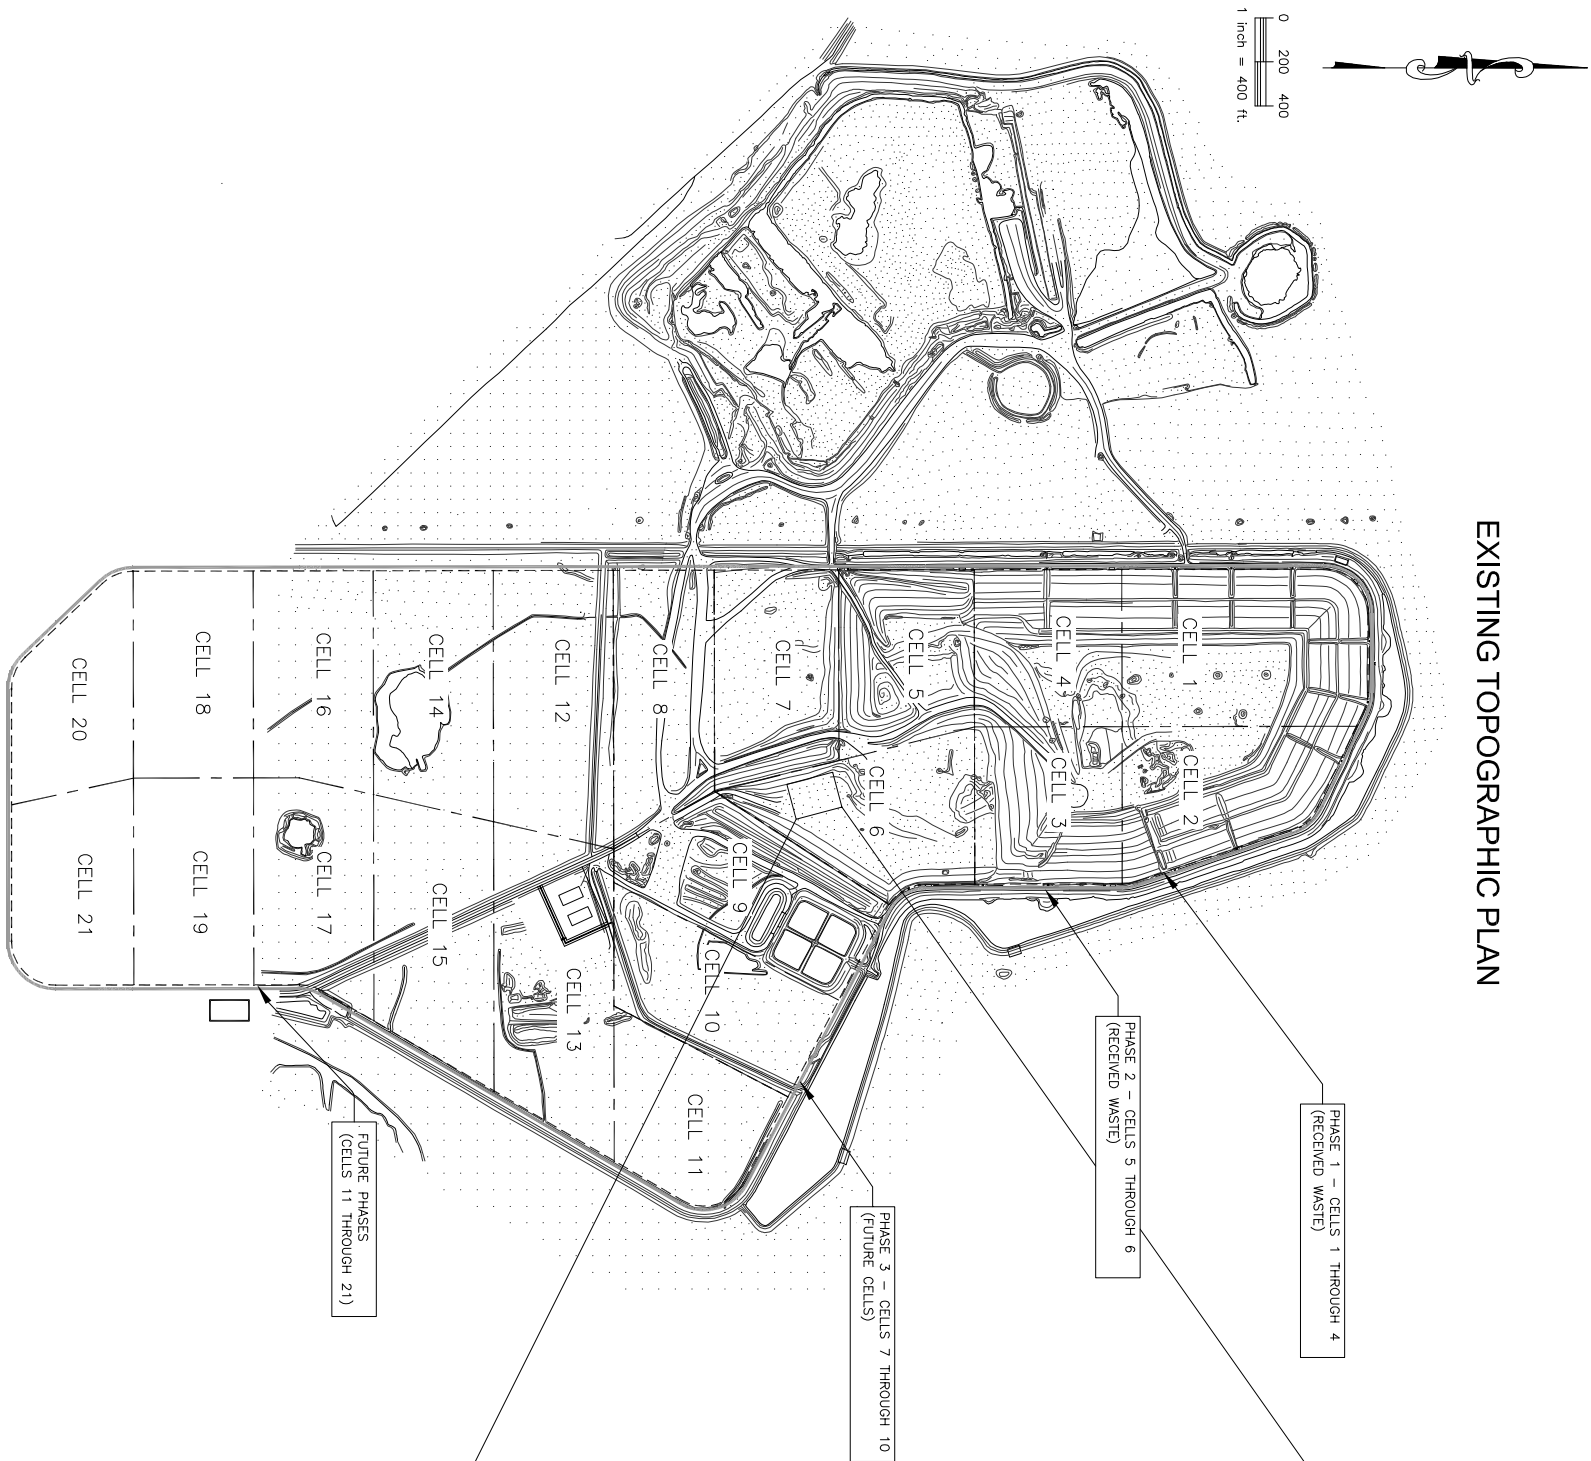 EXISTING TOPOGRAPHIC PLAN
N
0 200 400
1 inch = 400 ft.
PHASE 1 - CELLS 1 THROUGH 4
(RECEIVED WASTE)
PHASE 2 - CELLS 5 THROUGH 6
(RECEIVED WASTE)
PHASE 3 - CELLS 7 THROUGH 10
(FUTURE CELLS)
FUTURE PHASES
(CELLS 11 THROUGH 21)
CELL 1
CELL 2
CELL 4
CELL 3
CELL 5
CELL 6
CELL 7
CELL 8
CELL 9
CELL 10
CELL 11
CELL 12
CELL 13
CELL 14
CELL 15
CELL 16
CELL 17
CELL 18
CELL 19
CELL 20
CELL 21